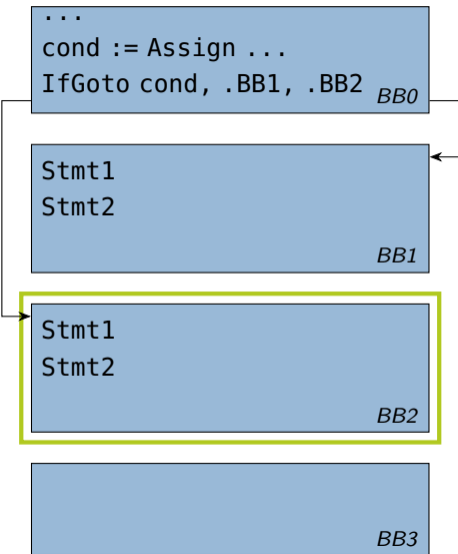 ...
cond := Assign ...
IfGoto cond, .BB1, .BB2
BB0
Stmt1
Stmt2
BB1
Stmt1
Stmt2
BB2
BB3